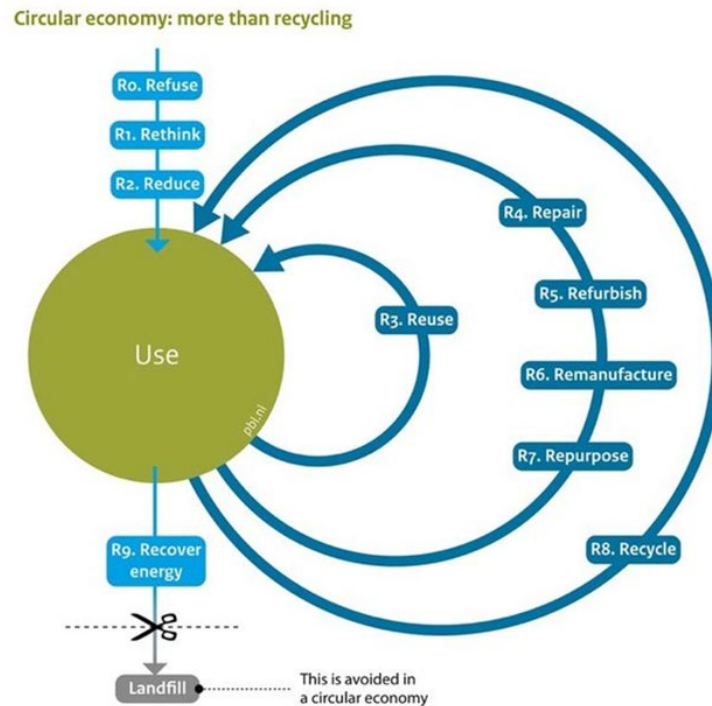 Circular economy: more than recycling
R0. Refuse
R1. Rethink
R2. Reduce
R4. Repair
R5. Refurbish
R3. Reuse
Use
R6. Remanufacture
pbl.nl
R7. Repurpose
R9. Recover
energy
R8. Recycle
Landfill
This is avoided in
a circular economy